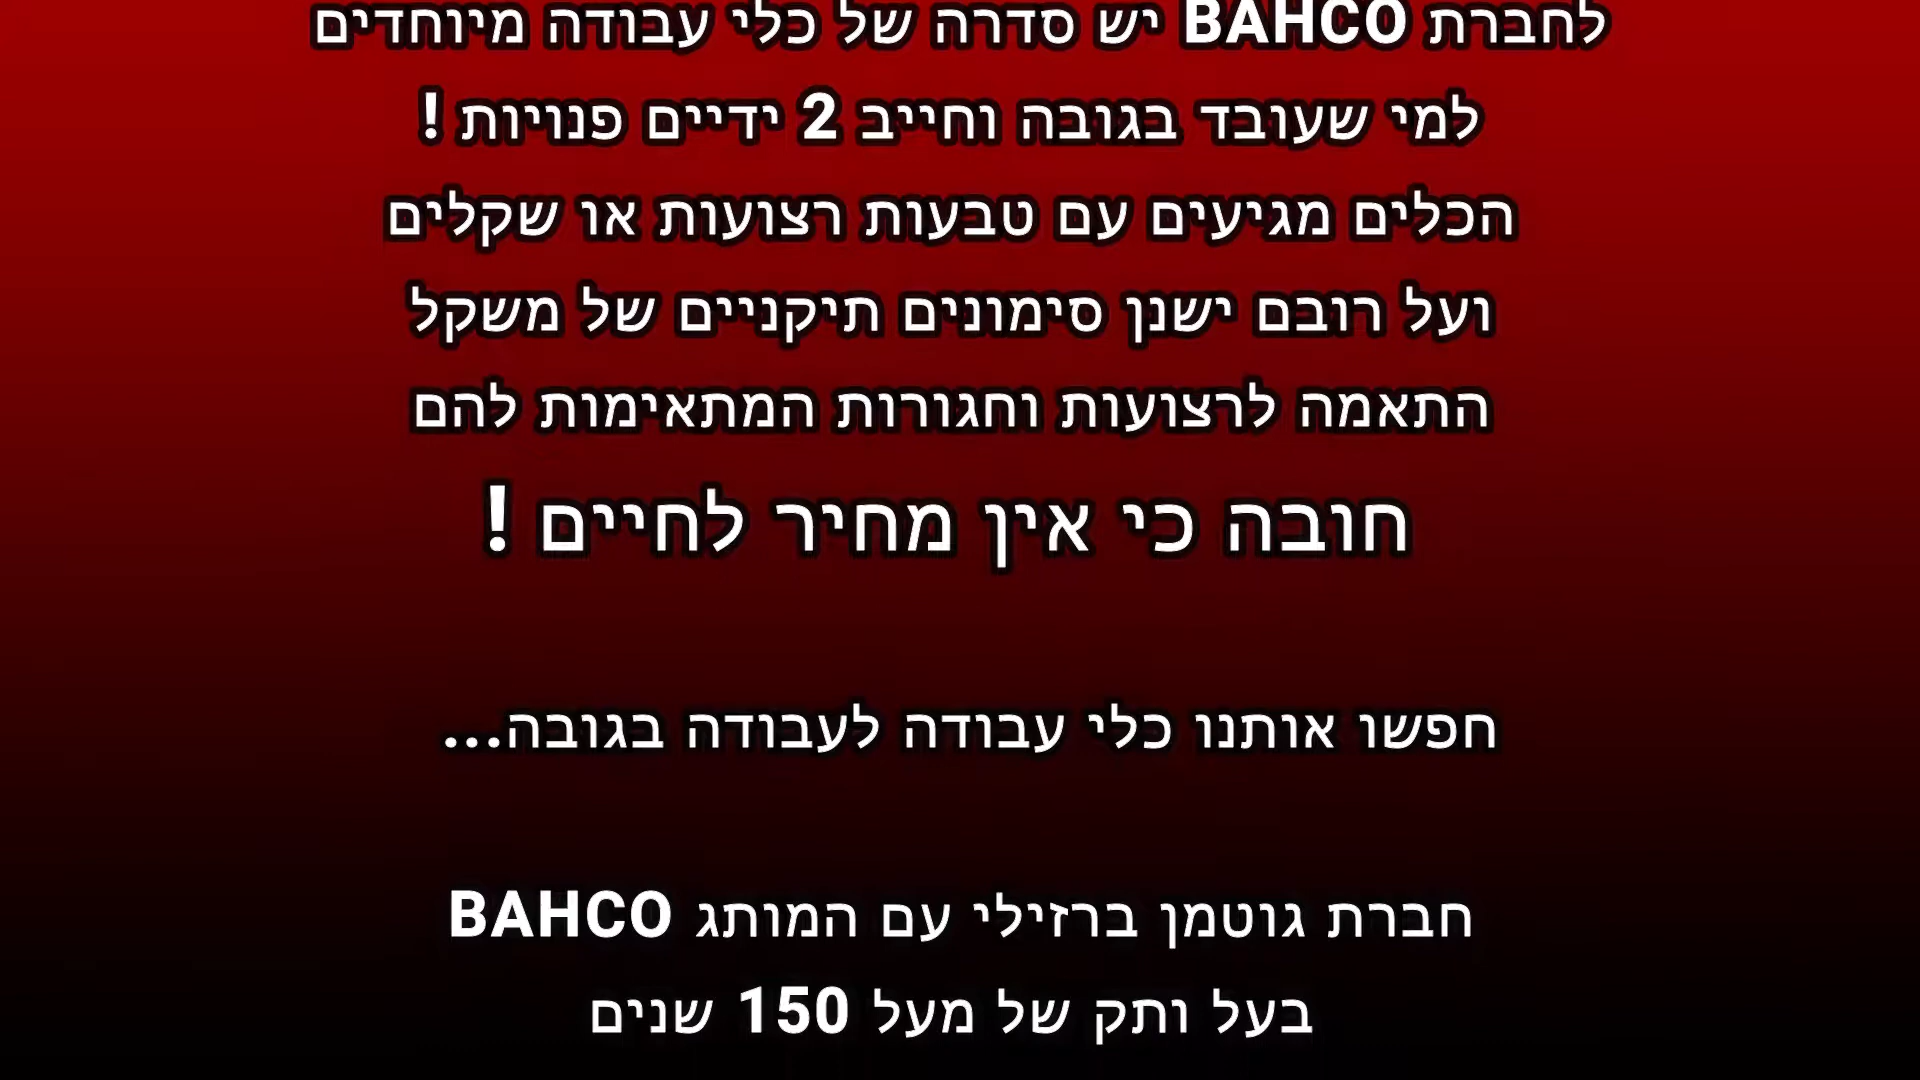 לחברת BAHCO יש סדרה של כלי עבודה מיוחדים
למי שעובד בגובה וחייב 2 ידיים פנויות !
הכלים מגיעים עם טבעות רצועות או שקלים
ועל רובם ישנן סימונים תיקניים של משקל
התאמה לרצועות וחגורות המתאימות להם
חובה כי אין מחיר לחיים !
חפשו אותנו כלי עבודה לעבודה בגובה...
חברת גוטמן ברזילי עם המותג BAHCO
בעל ותק של מעל 150 שנים